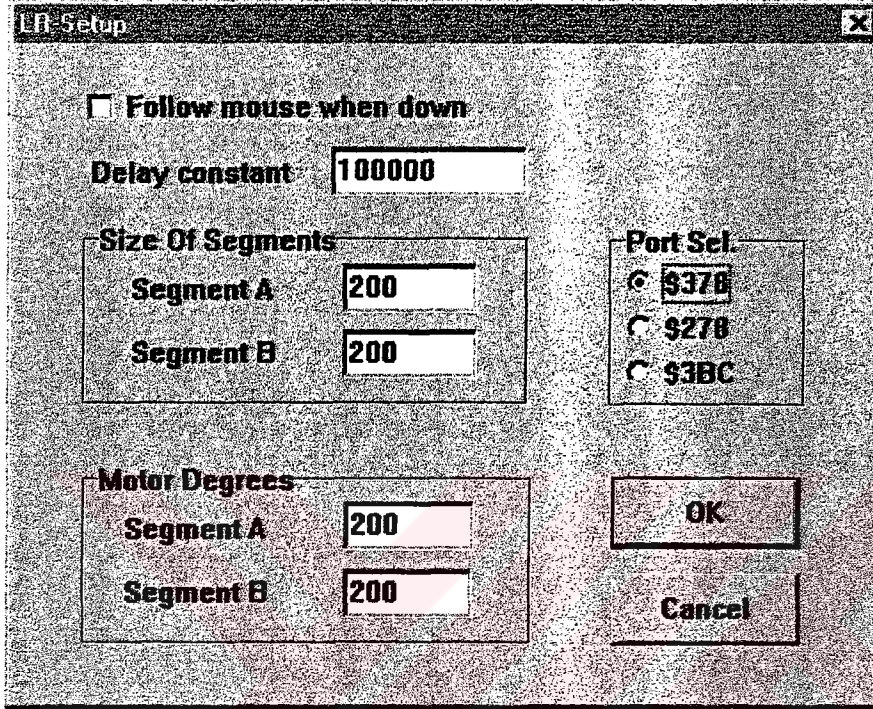 LR-Setup
Follow mouse when down
Delay constant 100000
Size Of Segments
Segment A 200
Segment B 200
Port Sel.
$378
$278
$3BC
Motor Degrees
Segment A 200
Segment B 200
OK
Cancel